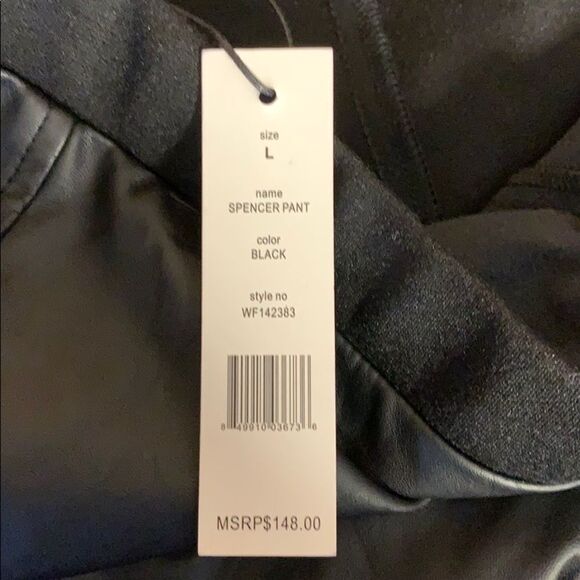 size
L
name
SPENCER PANT
color
BLACK
style no
WF142383
8 49910 03673 6
MSRP$148.00